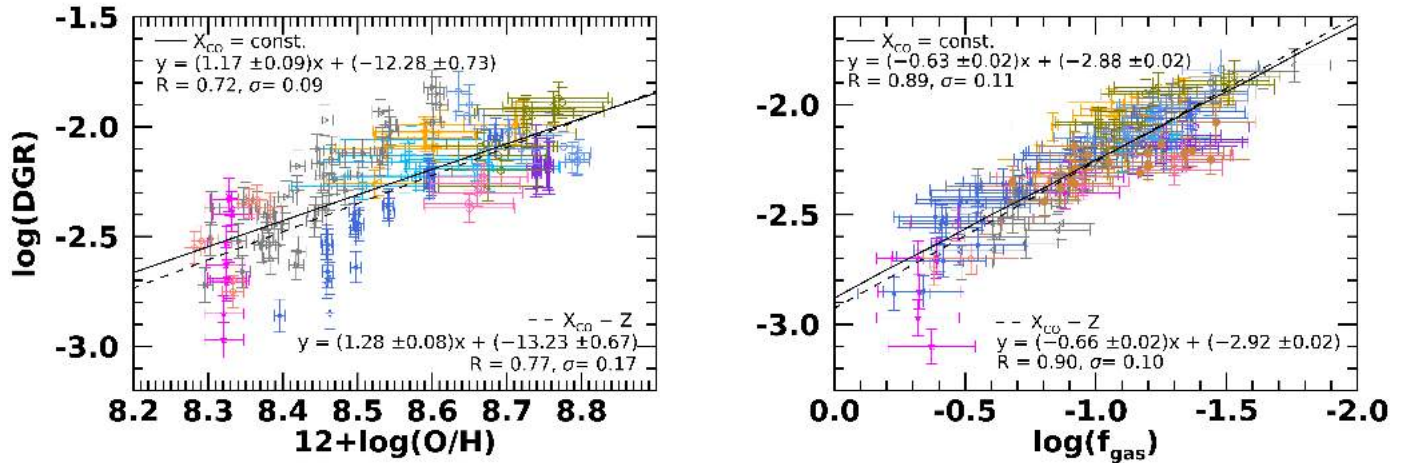 log(DGR)
-1.5
-2.0
-2.5
-3.0
X_CO = const.
y = (1.17 ±0.09)x + (−12.28 ±0.73)
R = 0.72, σ= 0.09
X_CO − Z
y = (1.28 ±0.08)x + (−13.23 ±0.67)
R = 0.77, σ= 0.17
8.2 8.3 8.4 8.5 8.6 8.7 8.8
12+log(O/H)
-2.0
-2.5
-3.0
X_CO = const.
y = (−0.63 ±0.02)x + (−2.88 ±0.02)
R = 0.89, σ= 0.11
X_CO − Z
y = (−0.66 ±0.02)x + (−2.92 ±0.02)
R = 0.90, σ= 0.10
0.0 -0.5 -1.0 -1.5 -2.0
log(f_gas)